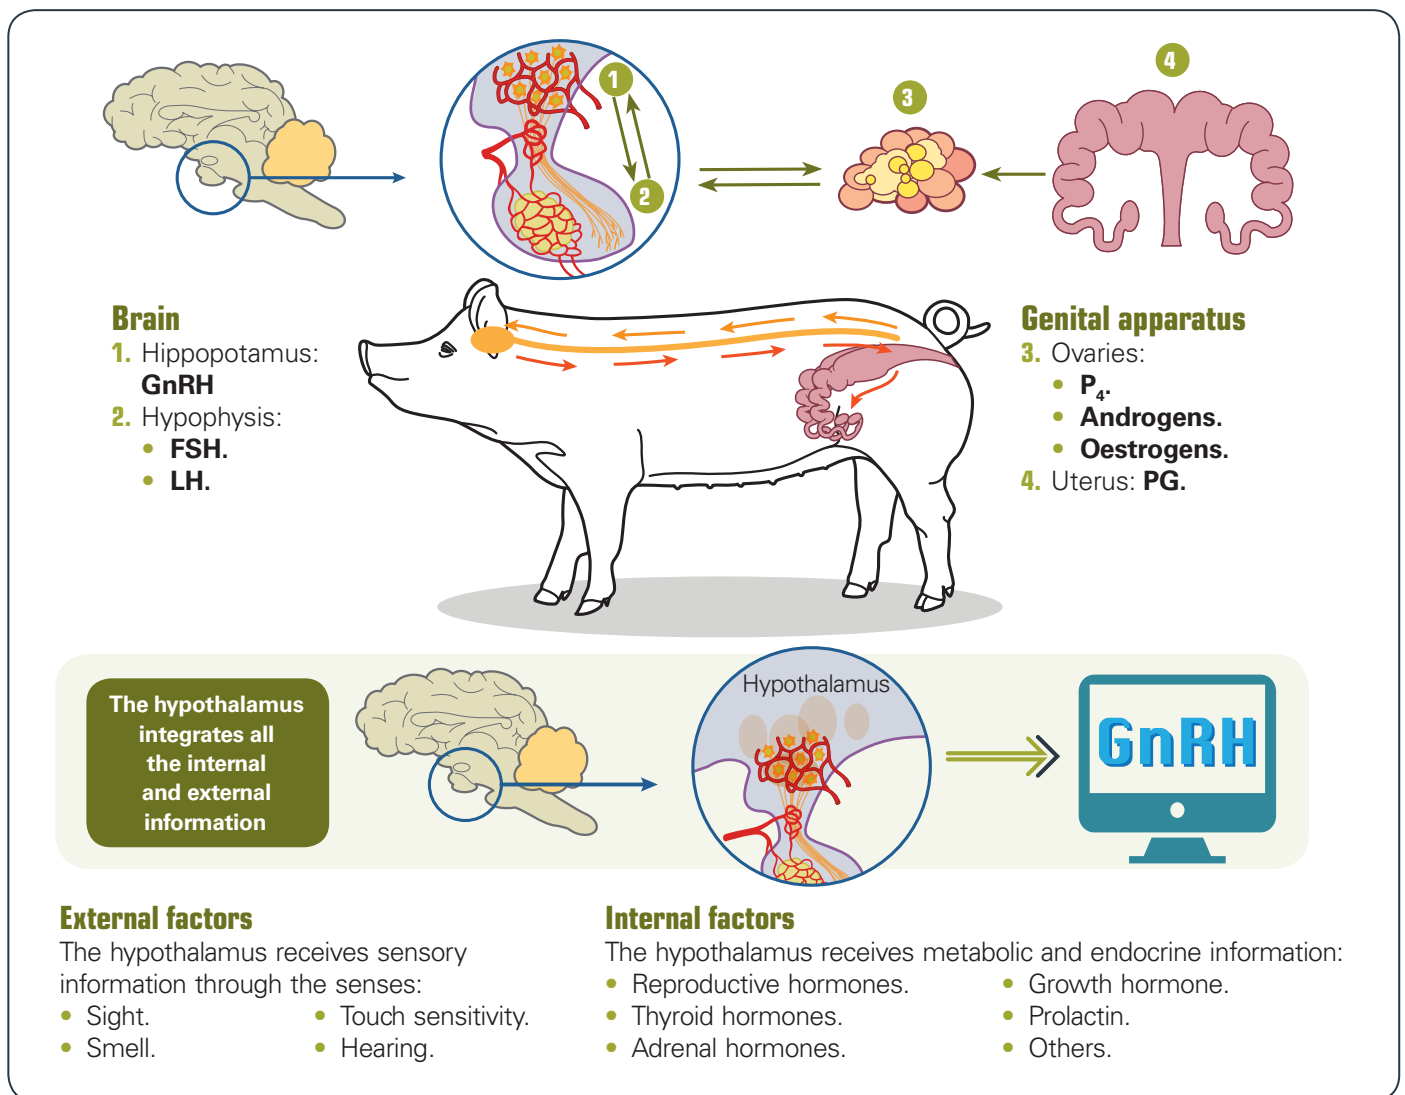 1
2
3
4
Brain
1. Hippopotamus:
GnRH
2. Hypophysis:
• FSH.
• LH.
Genital apparatus
3. Ovaries:
• P4.
• Androgens.
• Oestrogens.
4. Uterus: PG.
The hypothalamus
integrates all
the internal
and external
information
Hypothalamus
GnRH
External factors
The hypothalamus receives sensory
information through the senses:
• Sight.
• Smell.
• Touch sensitivity.
• Hearing.
Internal factors
The hypothalamus receives metabolic and endocrine information:
• Reproductive hormones.
• Thyroid hormones.
• Adrenal hormones.
• Growth hormone.
• Prolactin.
• Others.